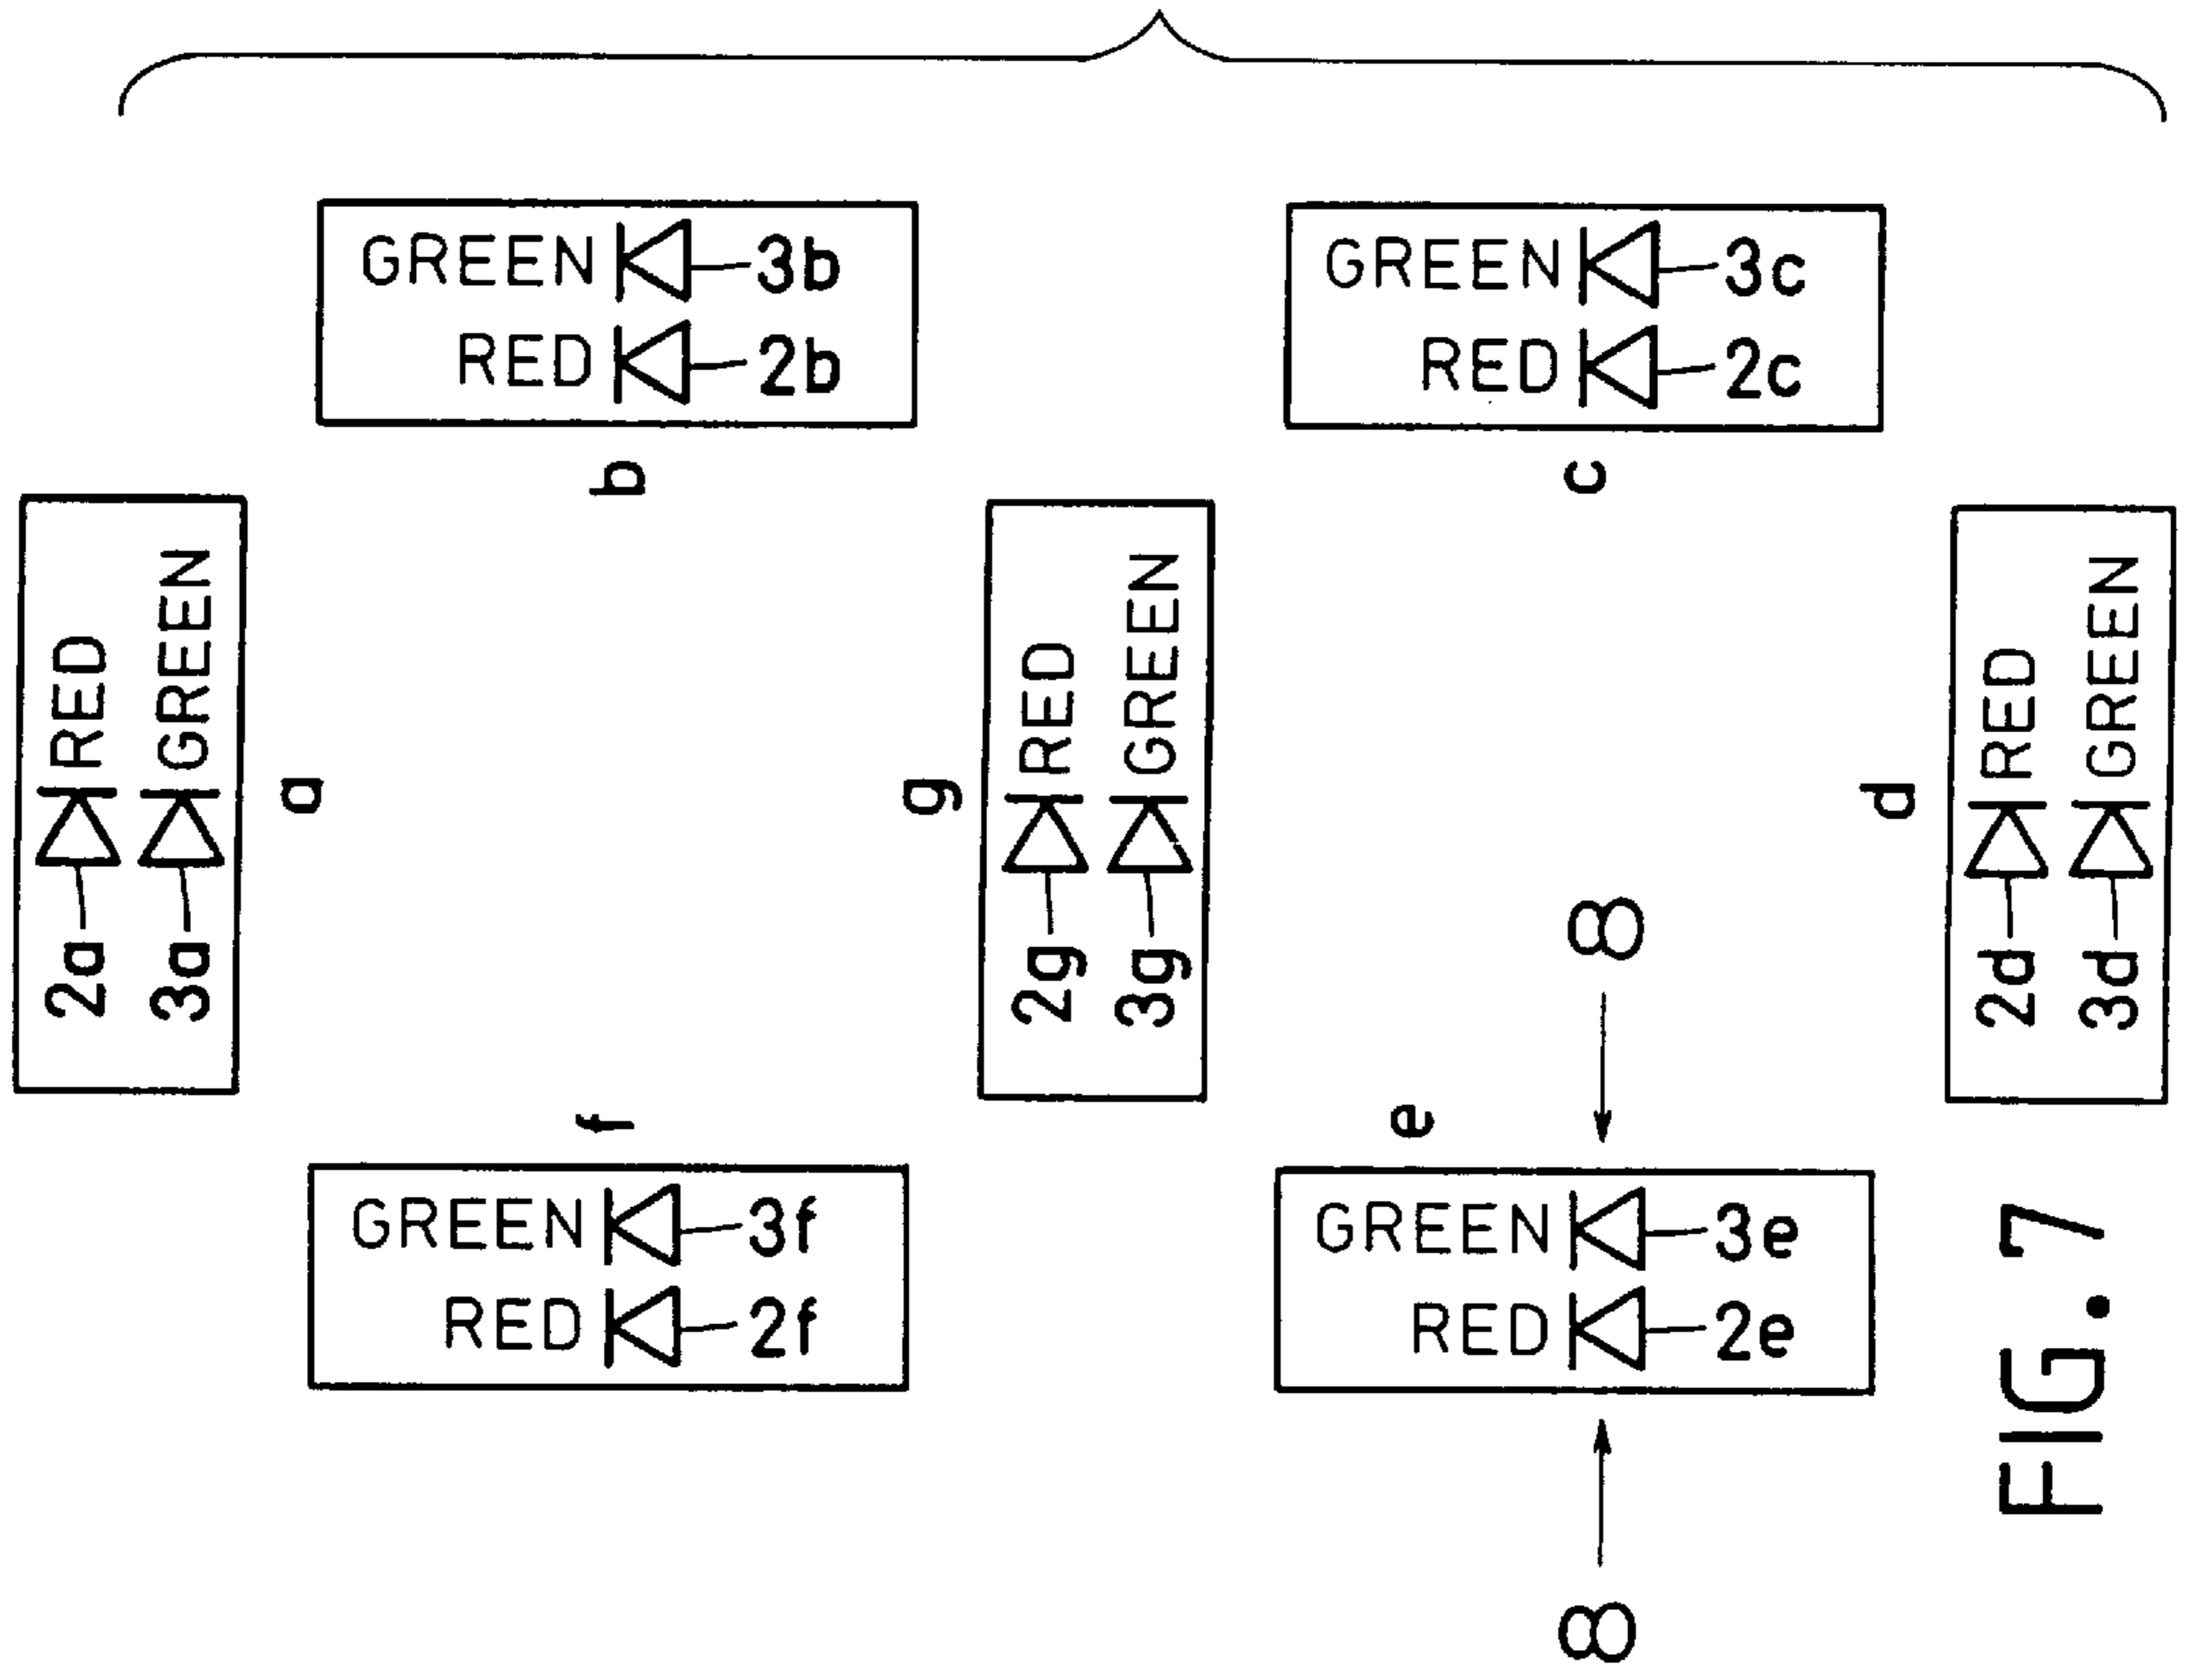 2a RED
3a GREEN
a
GREEN 3b
RED 2b
b
GREEN 3f
RED 2f
f
g
2g RED
3g GREEN
GREEN 3c
RED 2c
c
GREEN 3e
RED 2e
e
8
8
d
2d RED
3d GREEN
FIG. 7